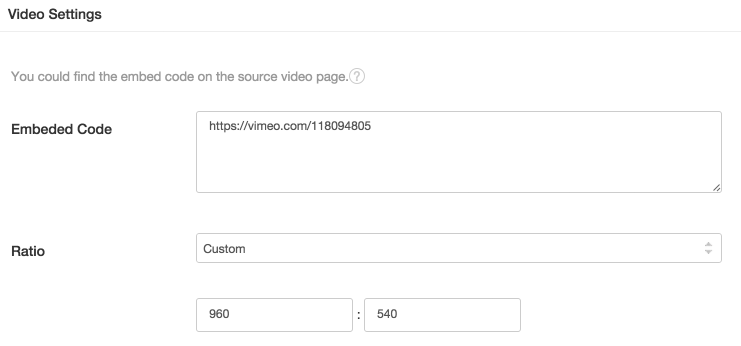 Video Settings
You could find the embed code on the source video page.?
Embeded Code
https://vimeo.com/118094805
Ratio
Custom
960 : 540